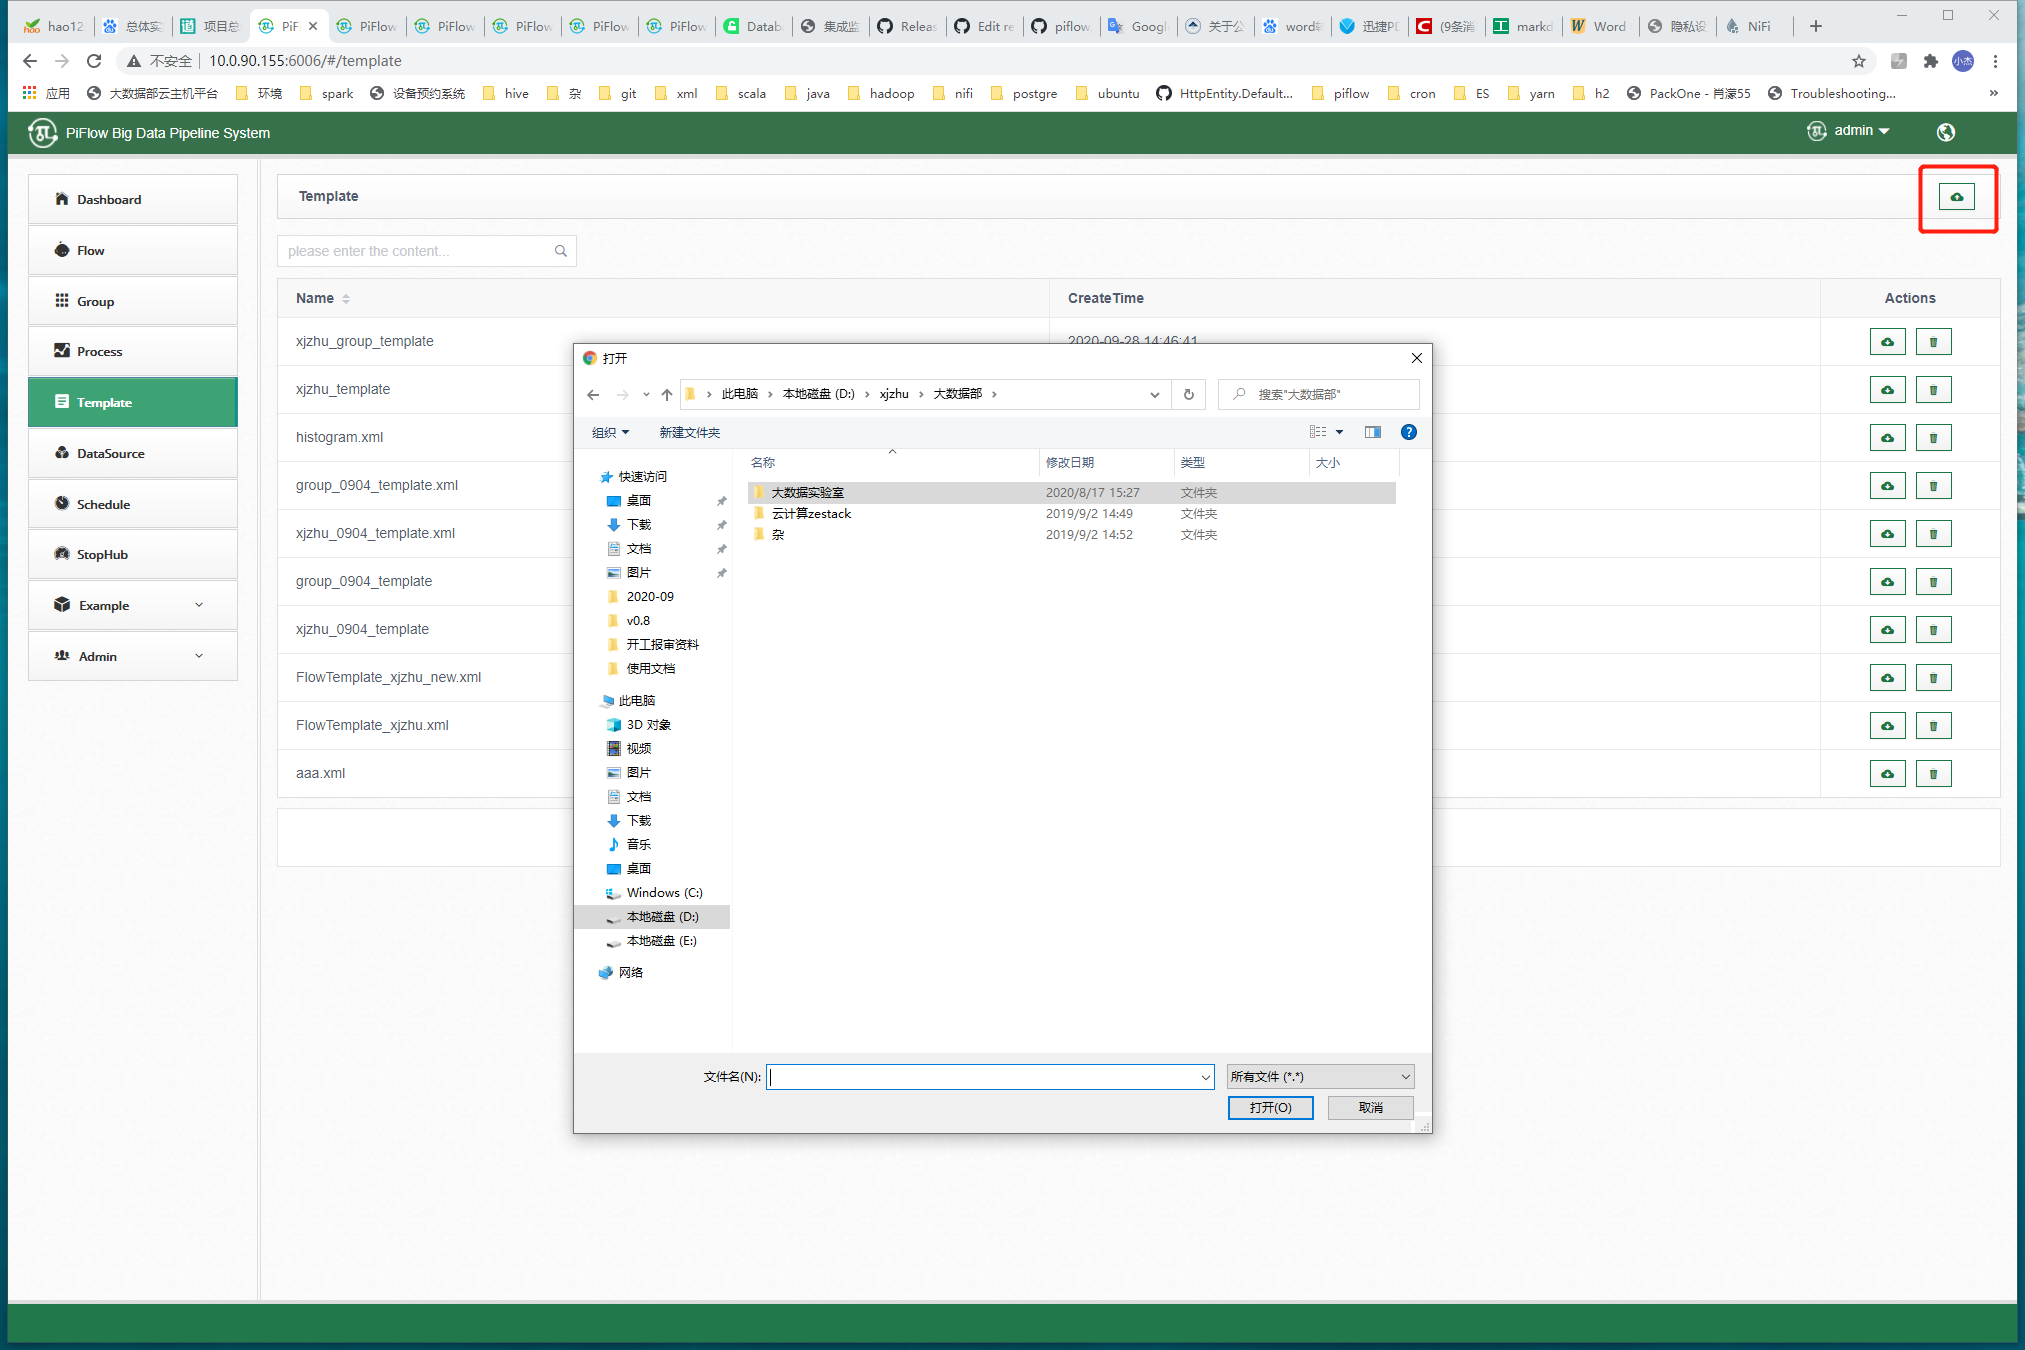 hao12 总体实 项目总 PiF PiFlow PiFlow PiFlow PiFlow PiFlow Datab 集成监 Releas Edit re piflow Googl 关于公 word转 迅捷PD (9条消 markd Word 隐私设 NiFi
不安全 10.0.90.155:6006/#/template 小杰
应用 大数据部云主机平台 环境 spark 设备预约系统 hive 杂 git xml scala java hadoop nifi postgre ubuntu HttpEntity.Default... piflow cron ES yarn h2 PackOne - 肖濛55 Troubleshooting... »
PiFlow Big Data Pipeline System admin
Dashboard
Flow
Group
Process
Template
DataSource
Schedule
StopHub
Example
Admin
Template
please enter the content...
Name CreateTime Actions
xjzhu_group_template 2020-09-28 14:46:41
xjzhu_template
histogram.xml
group_0904_template.xml
xjzhu_0904_template.xml
group_0904_template
xjzhu_0904_template
FlowTemplate_xjzhu_new.xml
FlowTemplate_xjzhu.xml
aaa.xml
打开
此电脑 本地磁盘 (D:) xjzhu 大数据部
搜索"大数据部"
组织 新建文件夹
快速访问
桌面
下载
文档
图片
2020-09
v0.8
开工报审资料
使用文档
此电脑
3D 对象
视频
图片
文档
下载
音乐
桌面
Windows (C:)
本地磁盘 (D:)
本地磁盘 (E:)
网络
名称 修改日期 类型 大小
大数据实验室 2020/8/17 15:27 文件夹
云计算zestack 2019/9/2 14:49 文件夹
杂 2019/9/2 14:52 文件夹
文件名(N): 所有文件 (*.*)
打开(O) 取消